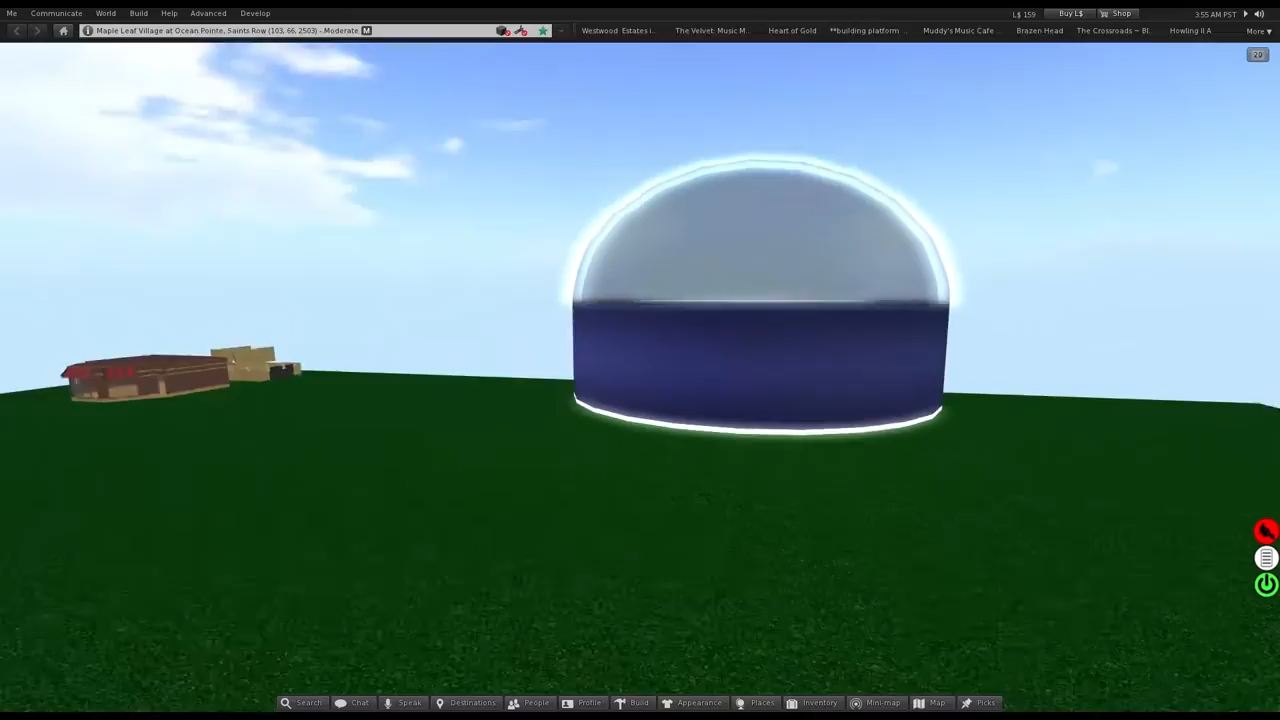 Me Communicate World Build Help Advanced Develop L$ 159 Buy L$ Shop 3:55 AM PST
Maple Leaf Village at Ocean Pointe, Saints Row (103, 66, 2503) - Moderate M Westwood Estates i... The Velvet: Music M... Heart of Gold **building platform ... Muddy's Music Cafe ... Brazen Head The Crossroads ~ Bl... Howling II A More
20
Search Chat Speak Destinations People Profile Build Appearance Places Inventory Mini-map Map Picks